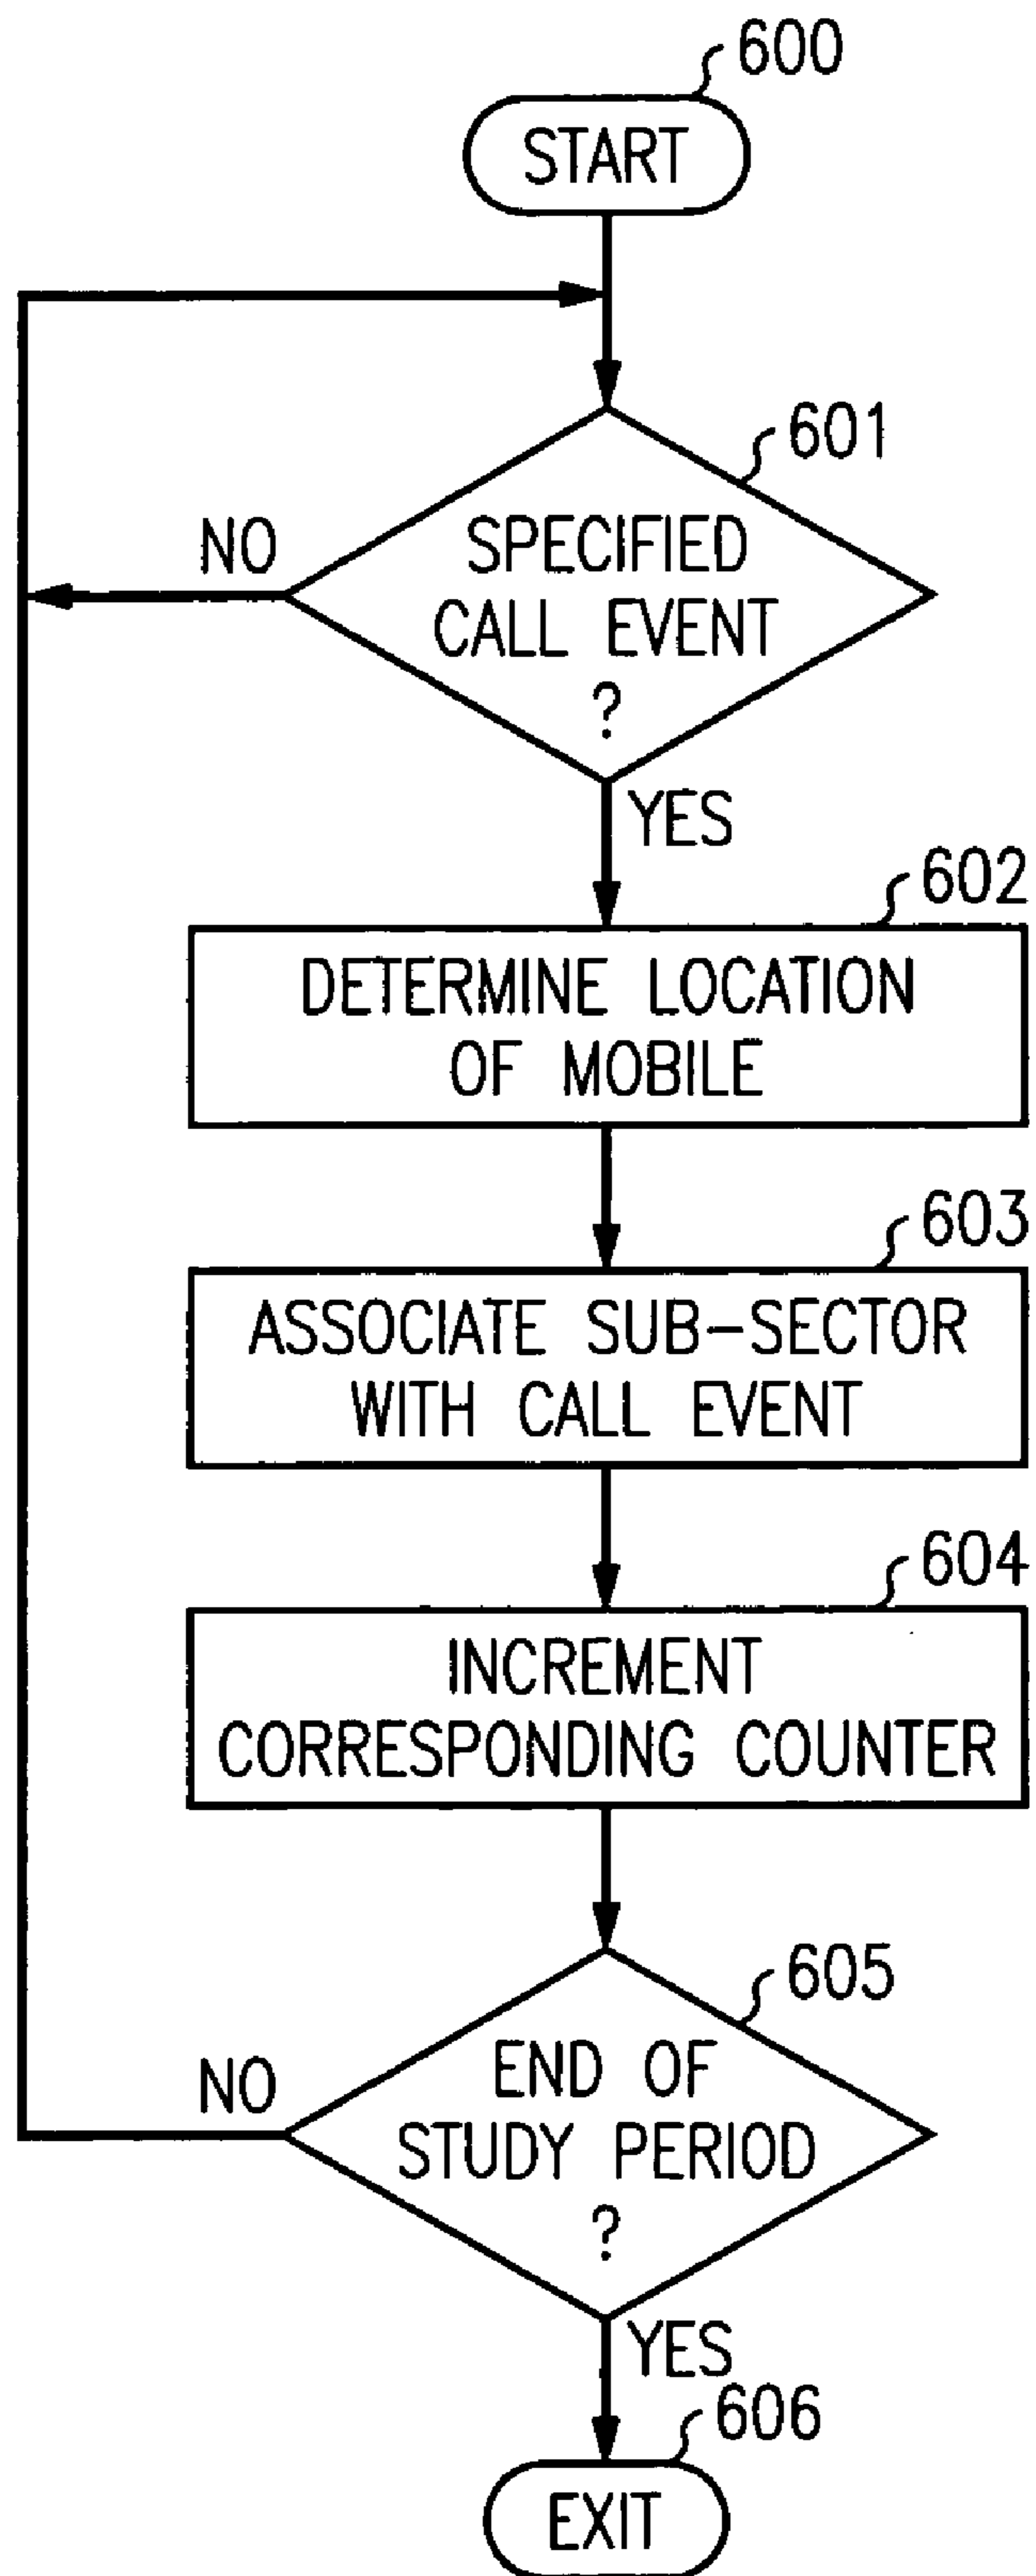 600
START
601
NO
SPECIFIED
CALL EVENT
?
YES
602
DETERMINE LOCATION
OF MOBILE
603
ASSOCIATE SUB-SECTOR
WITH CALL EVENT
604
INCREMENT
CORRESPONDING COUNTER
605
NO
END OF
STUDY PERIOD
?
YES
606
EXIT